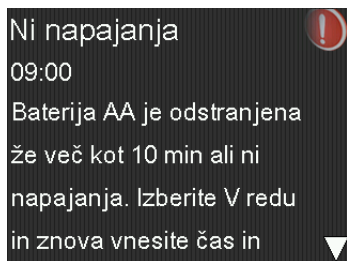 Ni napajanja
09:00
Baterija AA je odstranjena
že več kot 10 min ali ni
napajanja. Izberite V redu
in znova vnesite čas in